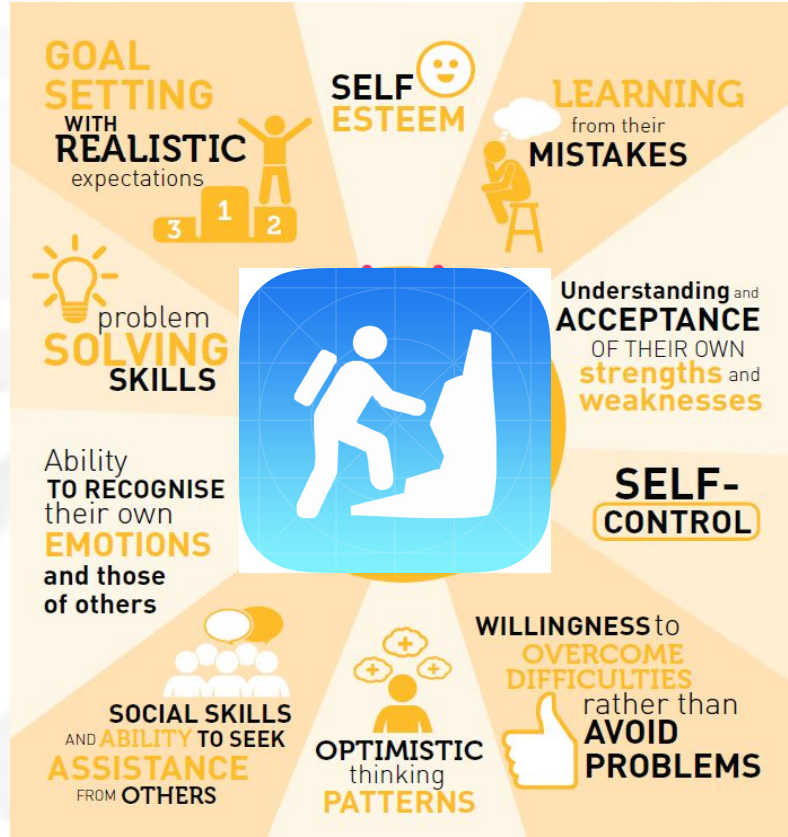 GOAL
SETTING
WITH
REALISTIC
expectations
1
2
3
SELF
ESTEEM
LEARNING
from their
MISTAKES
problem
SOLVING
SKILLS
Understanding and
ACCEPTANCE
OF THEIR OWN
strengths and
weaknesses
Ability
TO RECOGNISE
their own
EMOTIONS
and those
of others
SELF-
CONTROL
SOCIAL SKILLS
AND ABILITY TO SEEK
ASSISTANCE
FROM OTHERS
OPTIMISTIC
thinking
PATTERNS
WILLINGNESS to
OVERCOME
DIFFICULTIES
rather than
AVOID
PROBLEMS